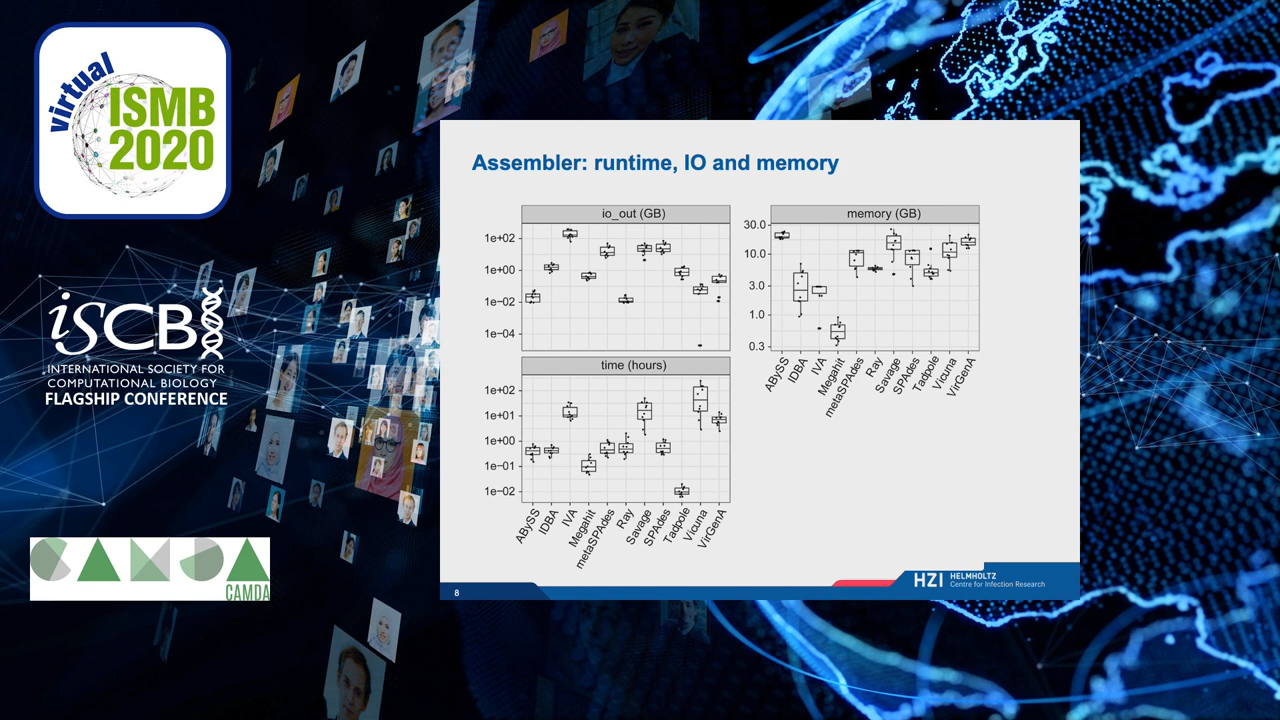 virtual
ISMB
2020
iSCB
INTERNATIONAL SOCIETY FOR
COMPUTATIONAL BIOLOGY
FLAGSHIP CONFERENCE
CAMDA
CAMDA
Assembler: runtime, IO and memory
io_out (GB)
1e+02
1e+00
1e−02
1e−04
memory (GB)
30.0
10.0
3.0
1.0
0.3
ABySS
IDBA
IVA
Megahit
metaSPAdes
Ray
Savage
SPAdes
Tadpole
Vicuna
VirGenA
time (hours)
1e+02
1e+01
1e+00
1e−01
1e−02
ABySS
IDBA
IVA
Megahit
metaSPAdes
Ray
Savage
SPAdes
Tadpole
Vicuna
VirGenA
8
HZI HELMHOLTZ
Centre for Infection Research